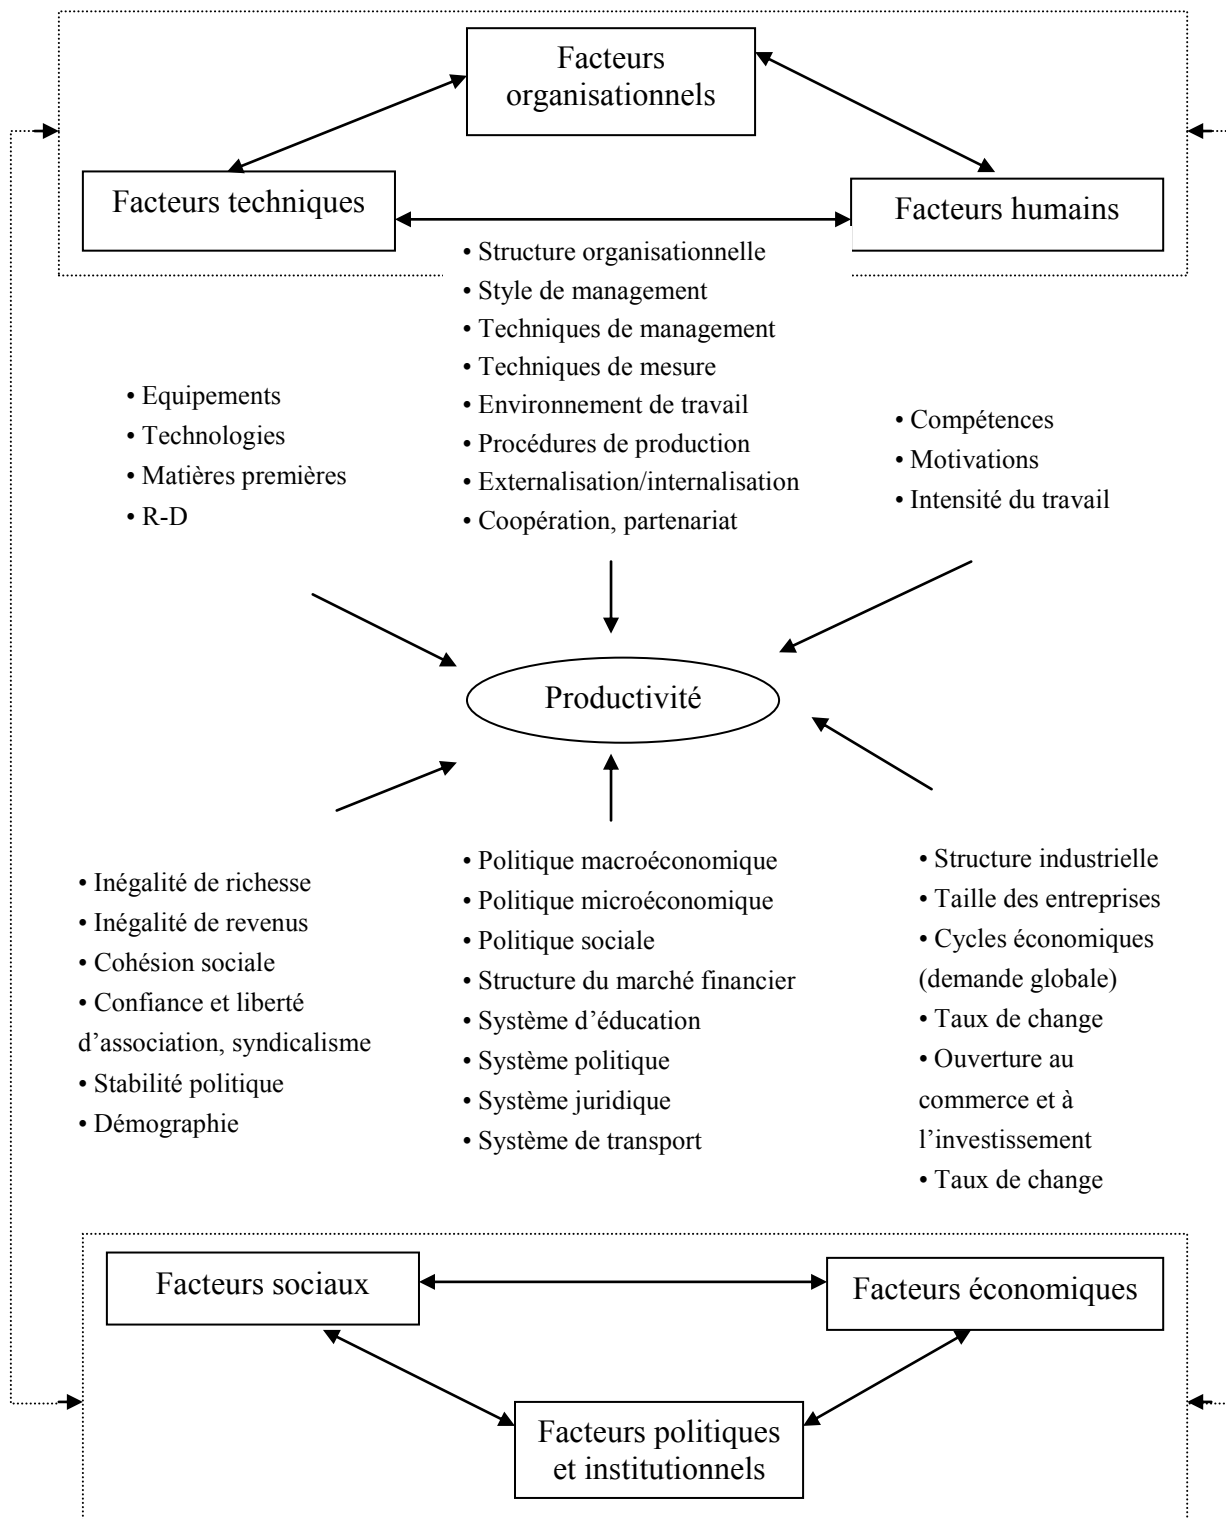 Facteurs
organisationnels
Facteurs techniques
Facteurs humains
• Structure organisationnelle
• Style de management
• Techniques de management
• Techniques de mesure
• Environnement de travail
• Procédures de production
• Externalisation/internalisation
• Coopération, partenariat
• Equipements
• Technologies
• Matières premières
• R-D
• Compétences
• Motivations
• Intensité du travail
Productivité
• Inégalité de richesse
• Inégalité de revenus
• Cohésion sociale
• Confiance et liberté
d’association, syndicalisme
• Stabilité politique
• Démographie
• Politique macroéconomique
• Politique microéconomique
• Politique sociale
• Structure du marché financier
• Système d’éducation
• Système politique
• Système juridique
• Système de transport
• Structure industrielle
• Taille des entreprises
• Cycles économiques
(demande globale)
• Taux de change
• Ouverture au
commerce et à
l’investissement
• Taux de change
Facteurs sociaux
Facteurs économiques
Facteurs politiques
et institutionnels